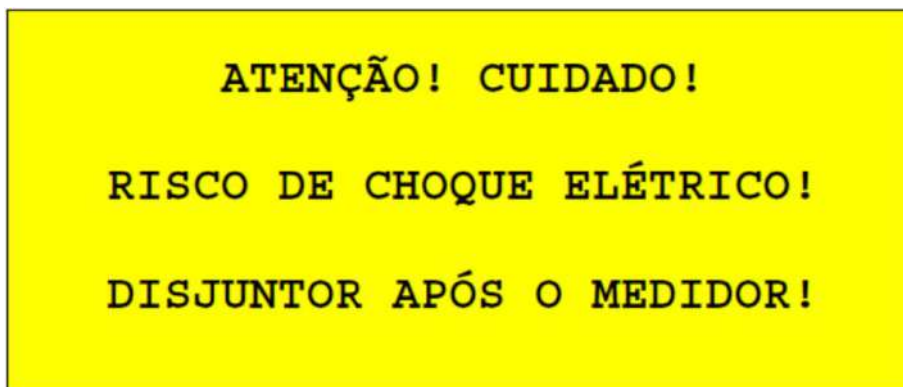 ATENÇÃO! CUIDADO!
RISCO DE CHOQUE ELÉTRICO!
DISJUNTOR APÓS O MEDIDOR!